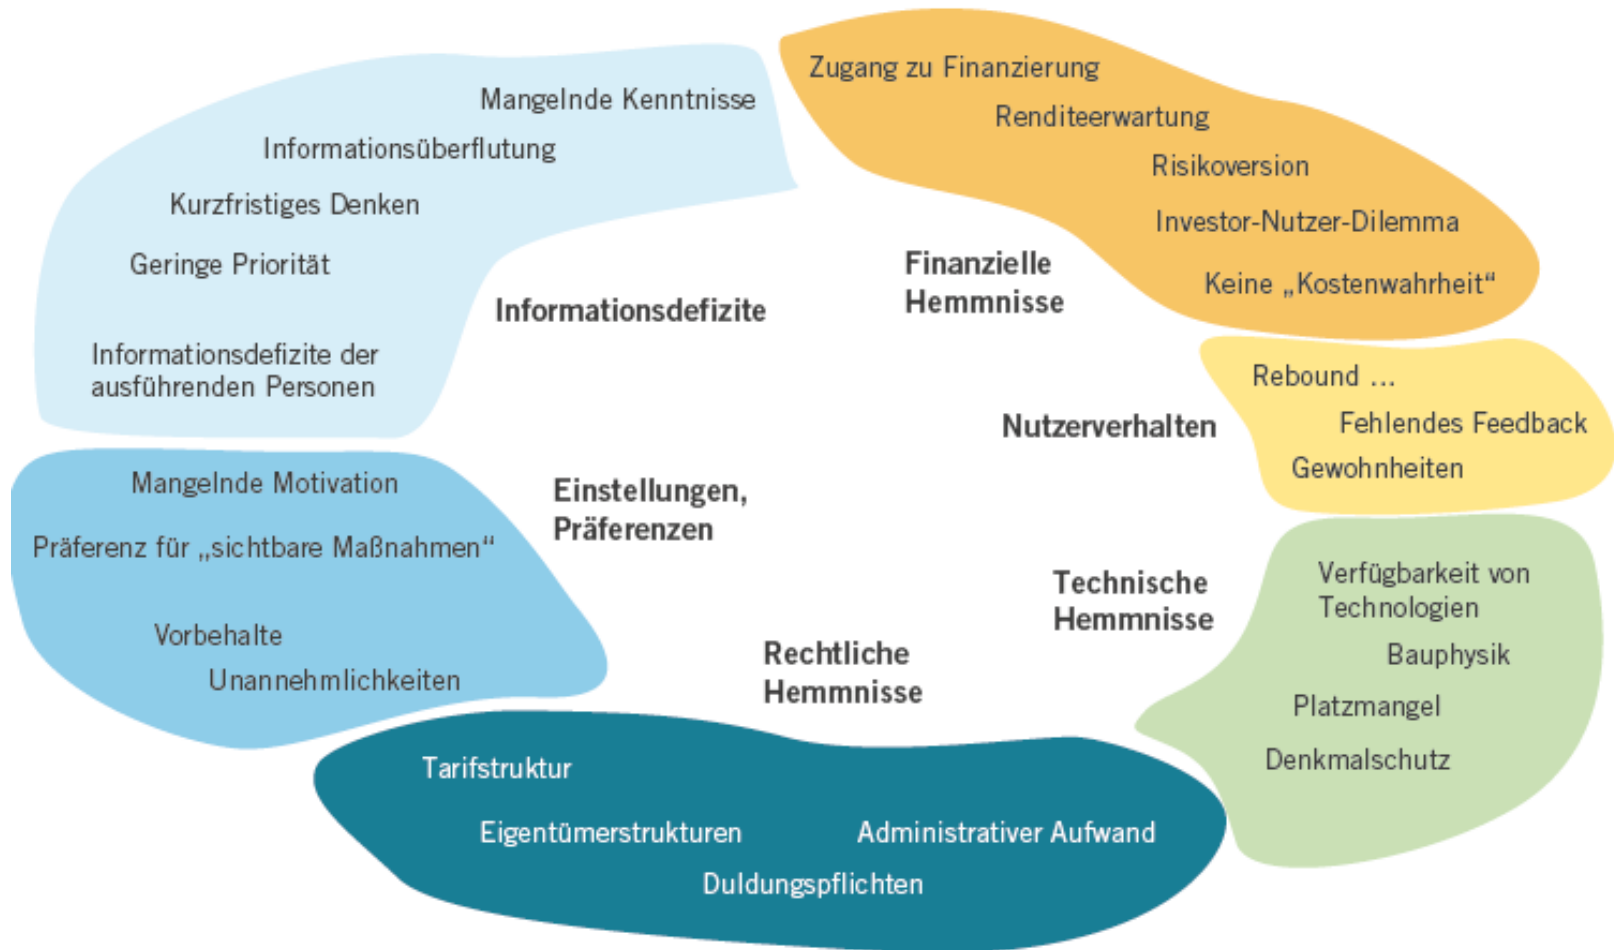 Mangelnde Kenntnisse
Informationsüberflutung
Kurzfristiges Denken
Geringe Priorität
Informationsdefizite der
ausführenden Personen
Informationsdefizite
Zugang zu Finanzierung
Renditeerwartung
Risikoversion
Investor-Nutzer-Dilemma
Keine „Kostenwahrheit“
Finanzielle
Hemmnisse
Rebound ...
Fehlendes Feedback
Gewohnheiten
Nutzerverhalten
Mangelnde Motivation
Präferenz für „sichtbare Maßnahmen“
Vorbehalte
Unannehmlichkeiten
Einstellungen,
Präferenzen
Technische
Hemmnisse
Verfügbarkeit von
Technologien
Bauphysik
Platzmangel
Denkmalschutz
Rechtliche
Hemmnisse
Tarifstruktur
Eigentümerstrukturen
Administrativer Aufwand
Duldungspflichten